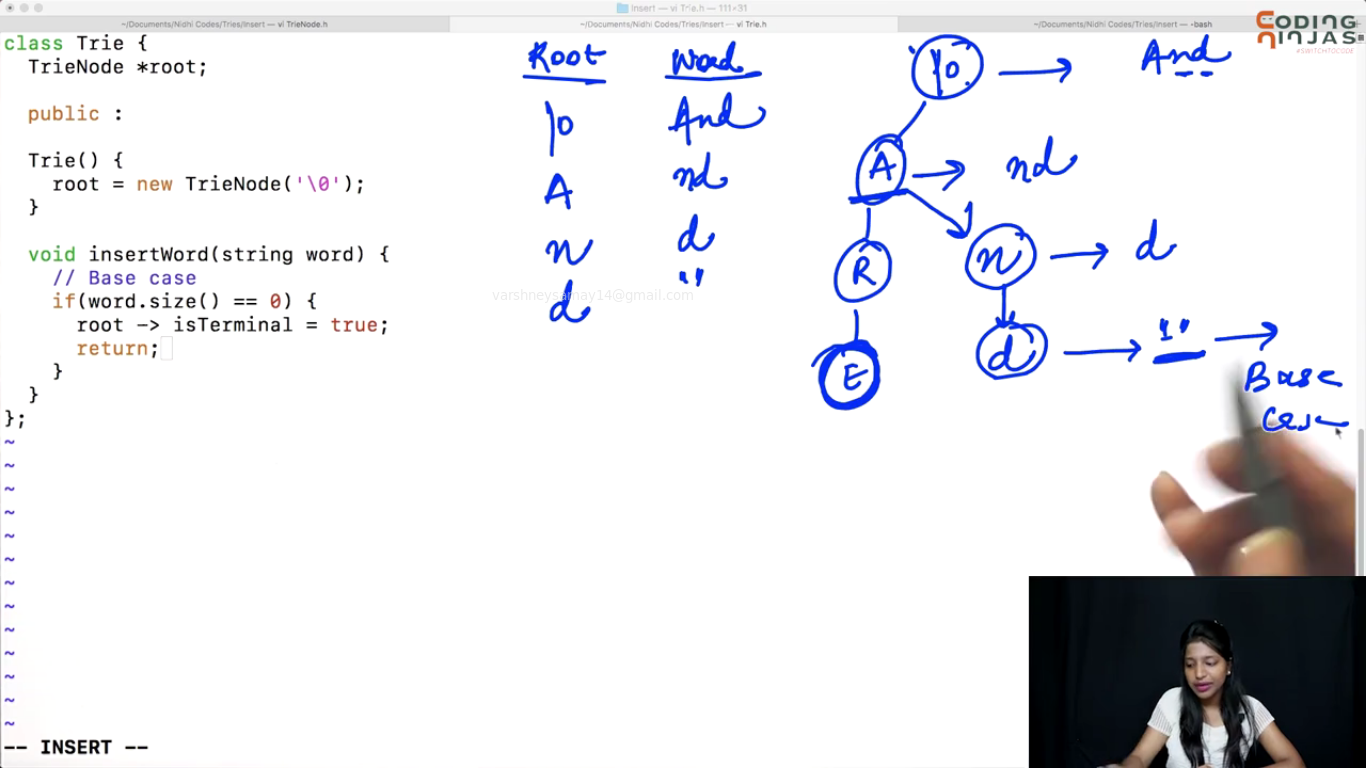 Insert — vi Trie.h — 111×31
~/Documents/Nidhi Codes/Tries/Insert — vi TrieNode.h
~/Documents/Nidhi Codes/Tries/Insert — vi Trie.h
~/Documents/Nidhi Codes/Tries/Insert — -bash
CODING
NINJAS
#SWITCHTOCODE
class Trie {
TrieNode *root;
public :
Trie() {
root = new TrieNode('\0');
}
void insertWord(string word) {
// Base case
if(word.size() == 0) {
root -> isTerminal = true;
return;
}
}
};
~
~
~
~
~
~
~
~
~
~
~
~
~
-- INSERT --
Root Word
\0 And
A nd
n d
d ""
varshneysamay14@gmail.com
\0 And
A nd
R n d
E d ""
Base
Case